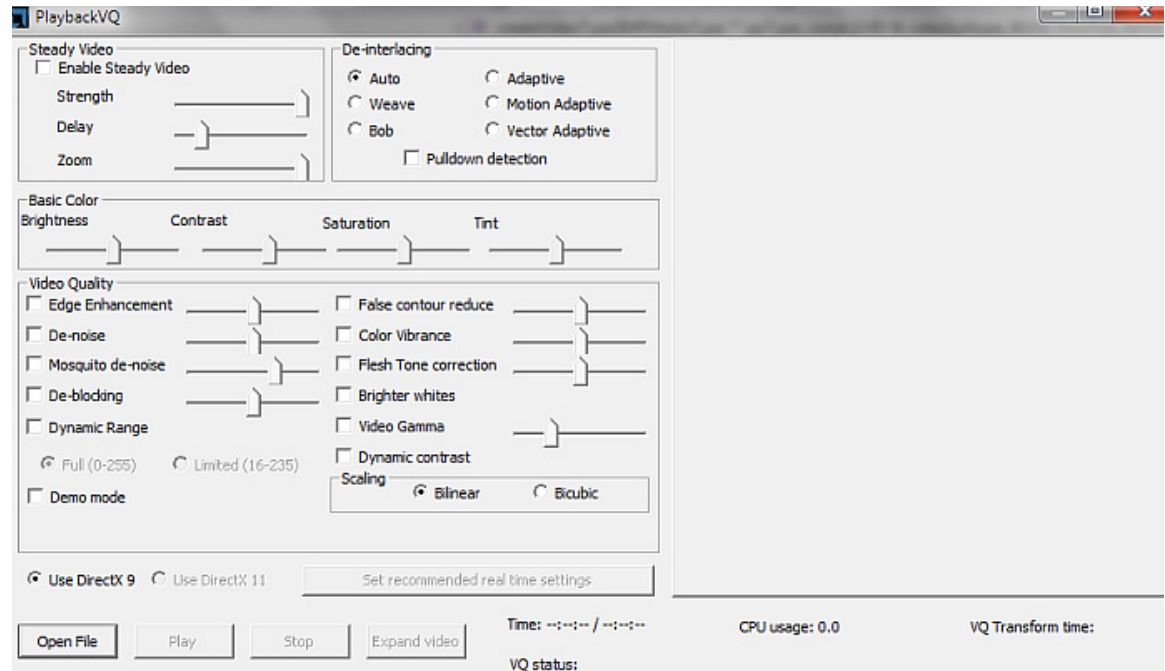 PlaybackVQ
Steady Video
Enable Steady Video
Strength
Delay
Zoom
De-interlacing
Auto
Adaptive
Weave
Motion Adaptive
Bob
Vector Adaptive
Pulldown detection
Basic Color
Brightness Contrast Saturation Tint
Video Quality
Edge Enhancement
De-noise
Mosquito de-noise
De-blocking
Dynamic Range
Full (0-255) Limited (16-235)
Demo mode
False contour reduce
Color Vibrance
Flesh Tone correction
Brighter whites
Video Gamma
Dynamic contrast
Scaling
Bilinear Bicubic
Use DirectX 9 Use DirectX 11 Set recommended real time settings
Open File Play Stop Expand video
Time: --:--:-- / --:--:-- CPU usage: 0.0 VQ Transform time:
VQ status: